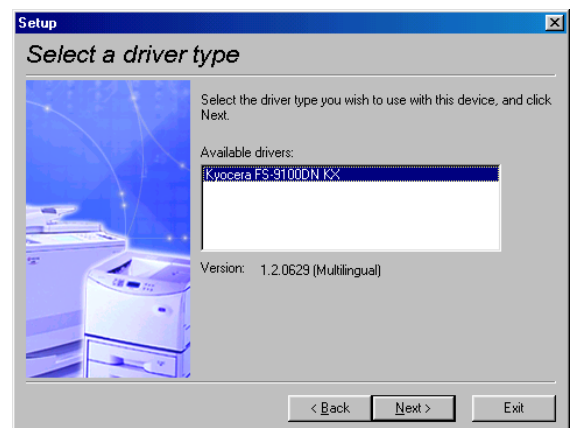 Setup
Select a driver type
Select the driver type you wish to use with this device, and click
Next.
Available drivers:
Kyocera FS-9100DN KX
Version: 1.2.0629 (Multilingual)
< Back Next > Exit